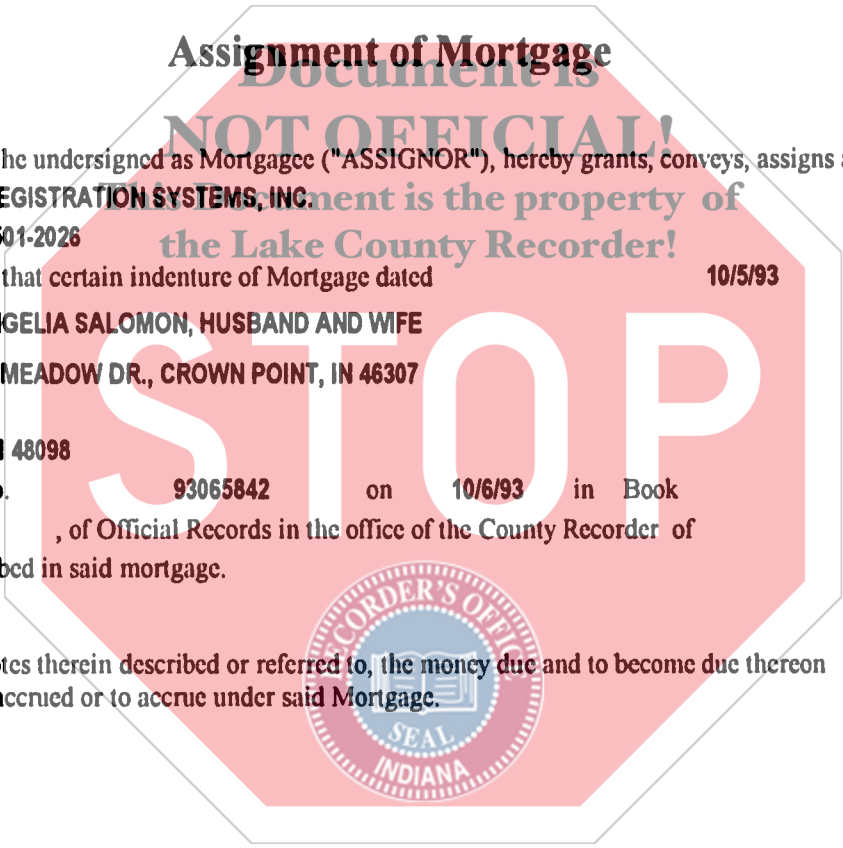 Assignment of Mortgage
Document is
NOT OFFICIAL!
he undersigned as Mortgagee ("ASSIGNOR"), hereby grants, conveys, assigns a
This Document is the property of
EGISTRATION SYSTEMS, INC.
01-2026
the Lake County Recorder!
that certain indenture of Mortgage dated 10/5/93
GELIA SALOMON, HUSBAND AND WIFE
MEADOW DR., CROWN POINT, IN 46307
STOP
48098
. 93065842 on 10/6/93 in Book
, of Official Records in the office of the County Recorder of
bed in said mortgage.
RECORDER'S OFFICE
tes therein described or referred to, the money due and to become due thereon
accrued or to accrue under said Mortgage.
SEAL
INDIANA